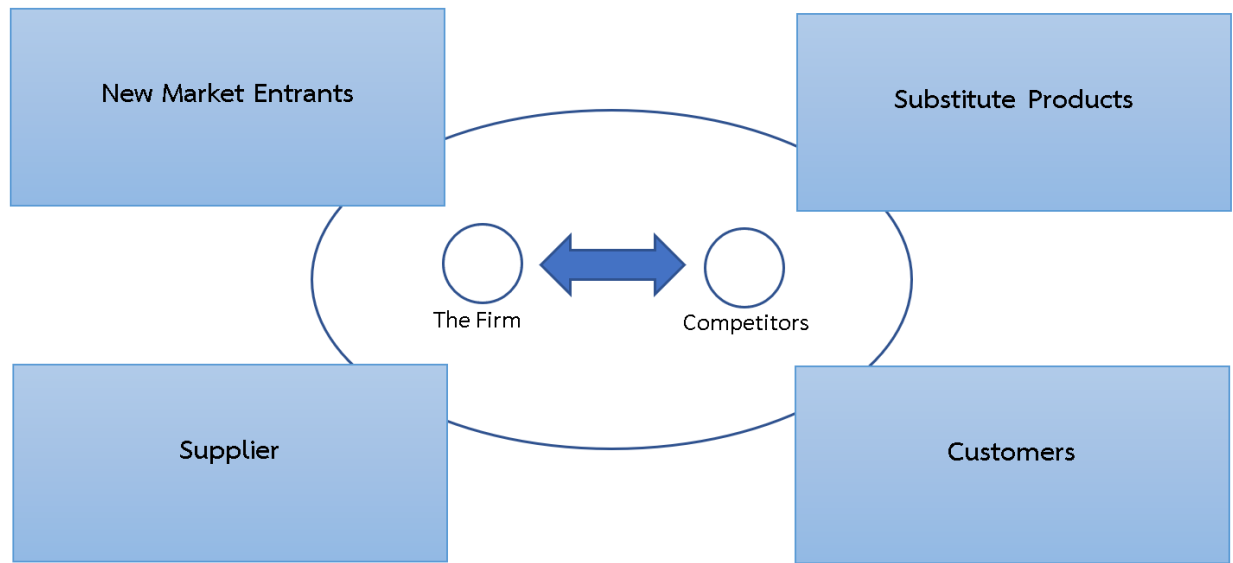 New Market Entrants
Substitute Products
The Firm
Competitors
Supplier
Customers